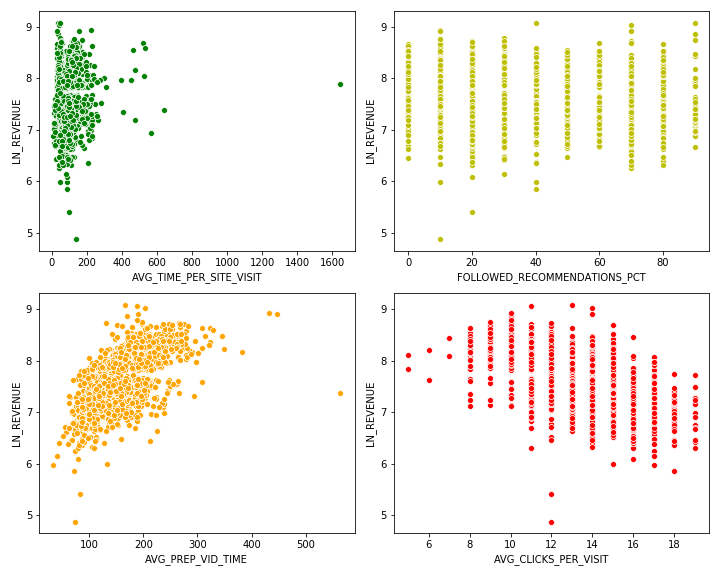 9
8
7
6
5
LN_REVENUE
0 200 400 600 800 1000 1200 1400 1600
AVG_TIME_PER_SITE_VISIT
9
8
7
6
5
LN_REVENUE
0 20 40 60 80
FOLLOWED_RECOMMENDATIONS_PCT
9
8
7
6
5
LN_REVENUE
100 200 300 400 500
AVG_PREP_VID_TIME
9
8
7
6
5
LN_REVENUE
6 8 10 12 14 16 18
AVG_CLICKS_PER_VISIT